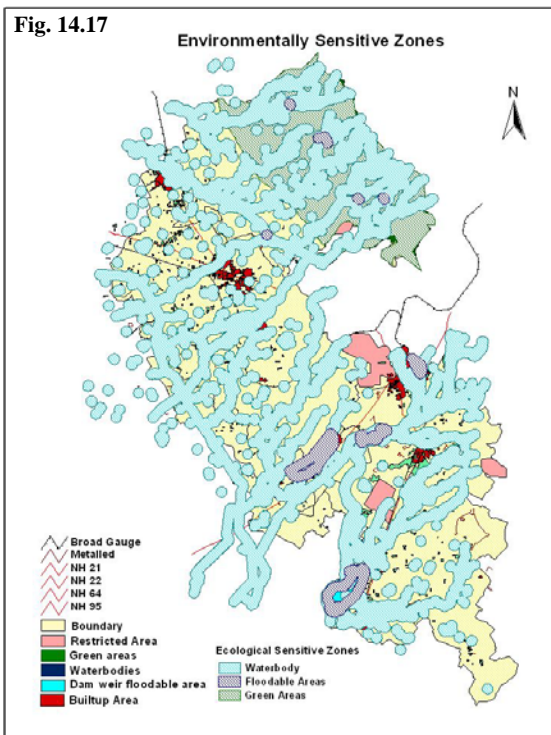 Fig. 14.17
Environmentally Sensitive Zones
N
Broad Gauge
Metalled
NH 21
NH 22
NH 64
NH 95
Boundary
Restricted Area
Green areas
Waterbodies
Dam weir floodable area
Builtup Area
Ecological Sensitive Zones
Waterbody
Floodable Areas
Green Areas